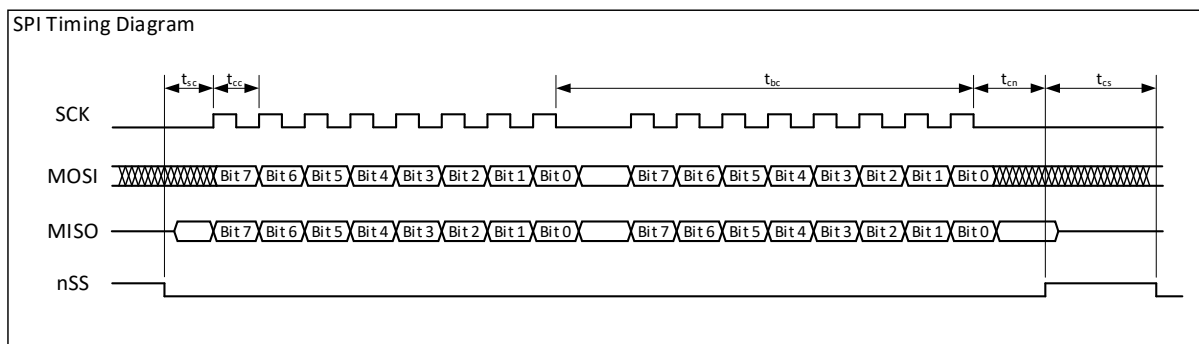 SPI Timing Diagram
tsc tcc tbc tcn tcs
SCK
MOSI Bit 7 Bit 6 Bit 5 Bit 4 Bit 3 Bit 2 Bit 1 Bit 0 Bit 7 Bit 6 Bit 5 Bit 4 Bit 3 Bit 2 Bit 1 Bit 0
MISO Bit 7 Bit 6 Bit 5 Bit 4 Bit 3 Bit 2 Bit 1 Bit 0 Bit 7 Bit 6 Bit 5 Bit 4 Bit 3 Bit 2 Bit 1 Bit 0
nSS